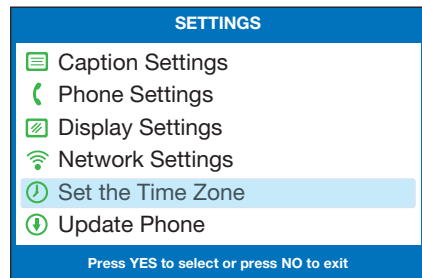 SETTINGS
Caption Settings
Phone Settings
Display Settings
Network Settings
Set the Time Zone
Update Phone
Press YES to select or press NO to exit